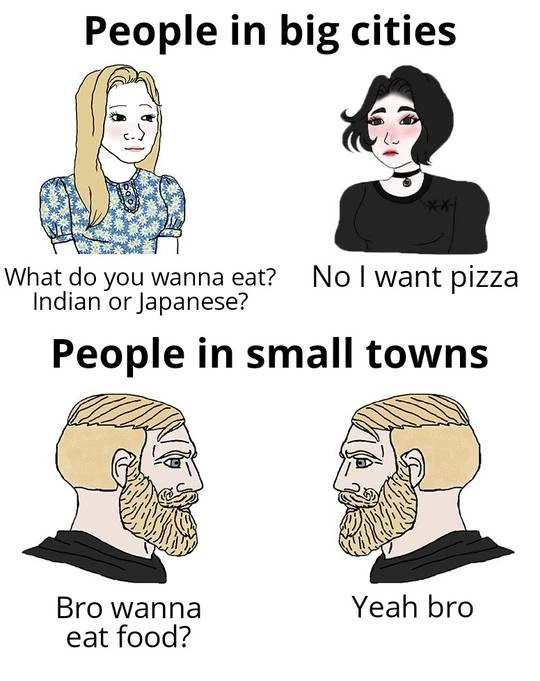 People in big cities
What do you wanna eat?
Indian or Japanese?
No I want pizza
People in small towns
Bro wanna
eat food?
Yeah bro